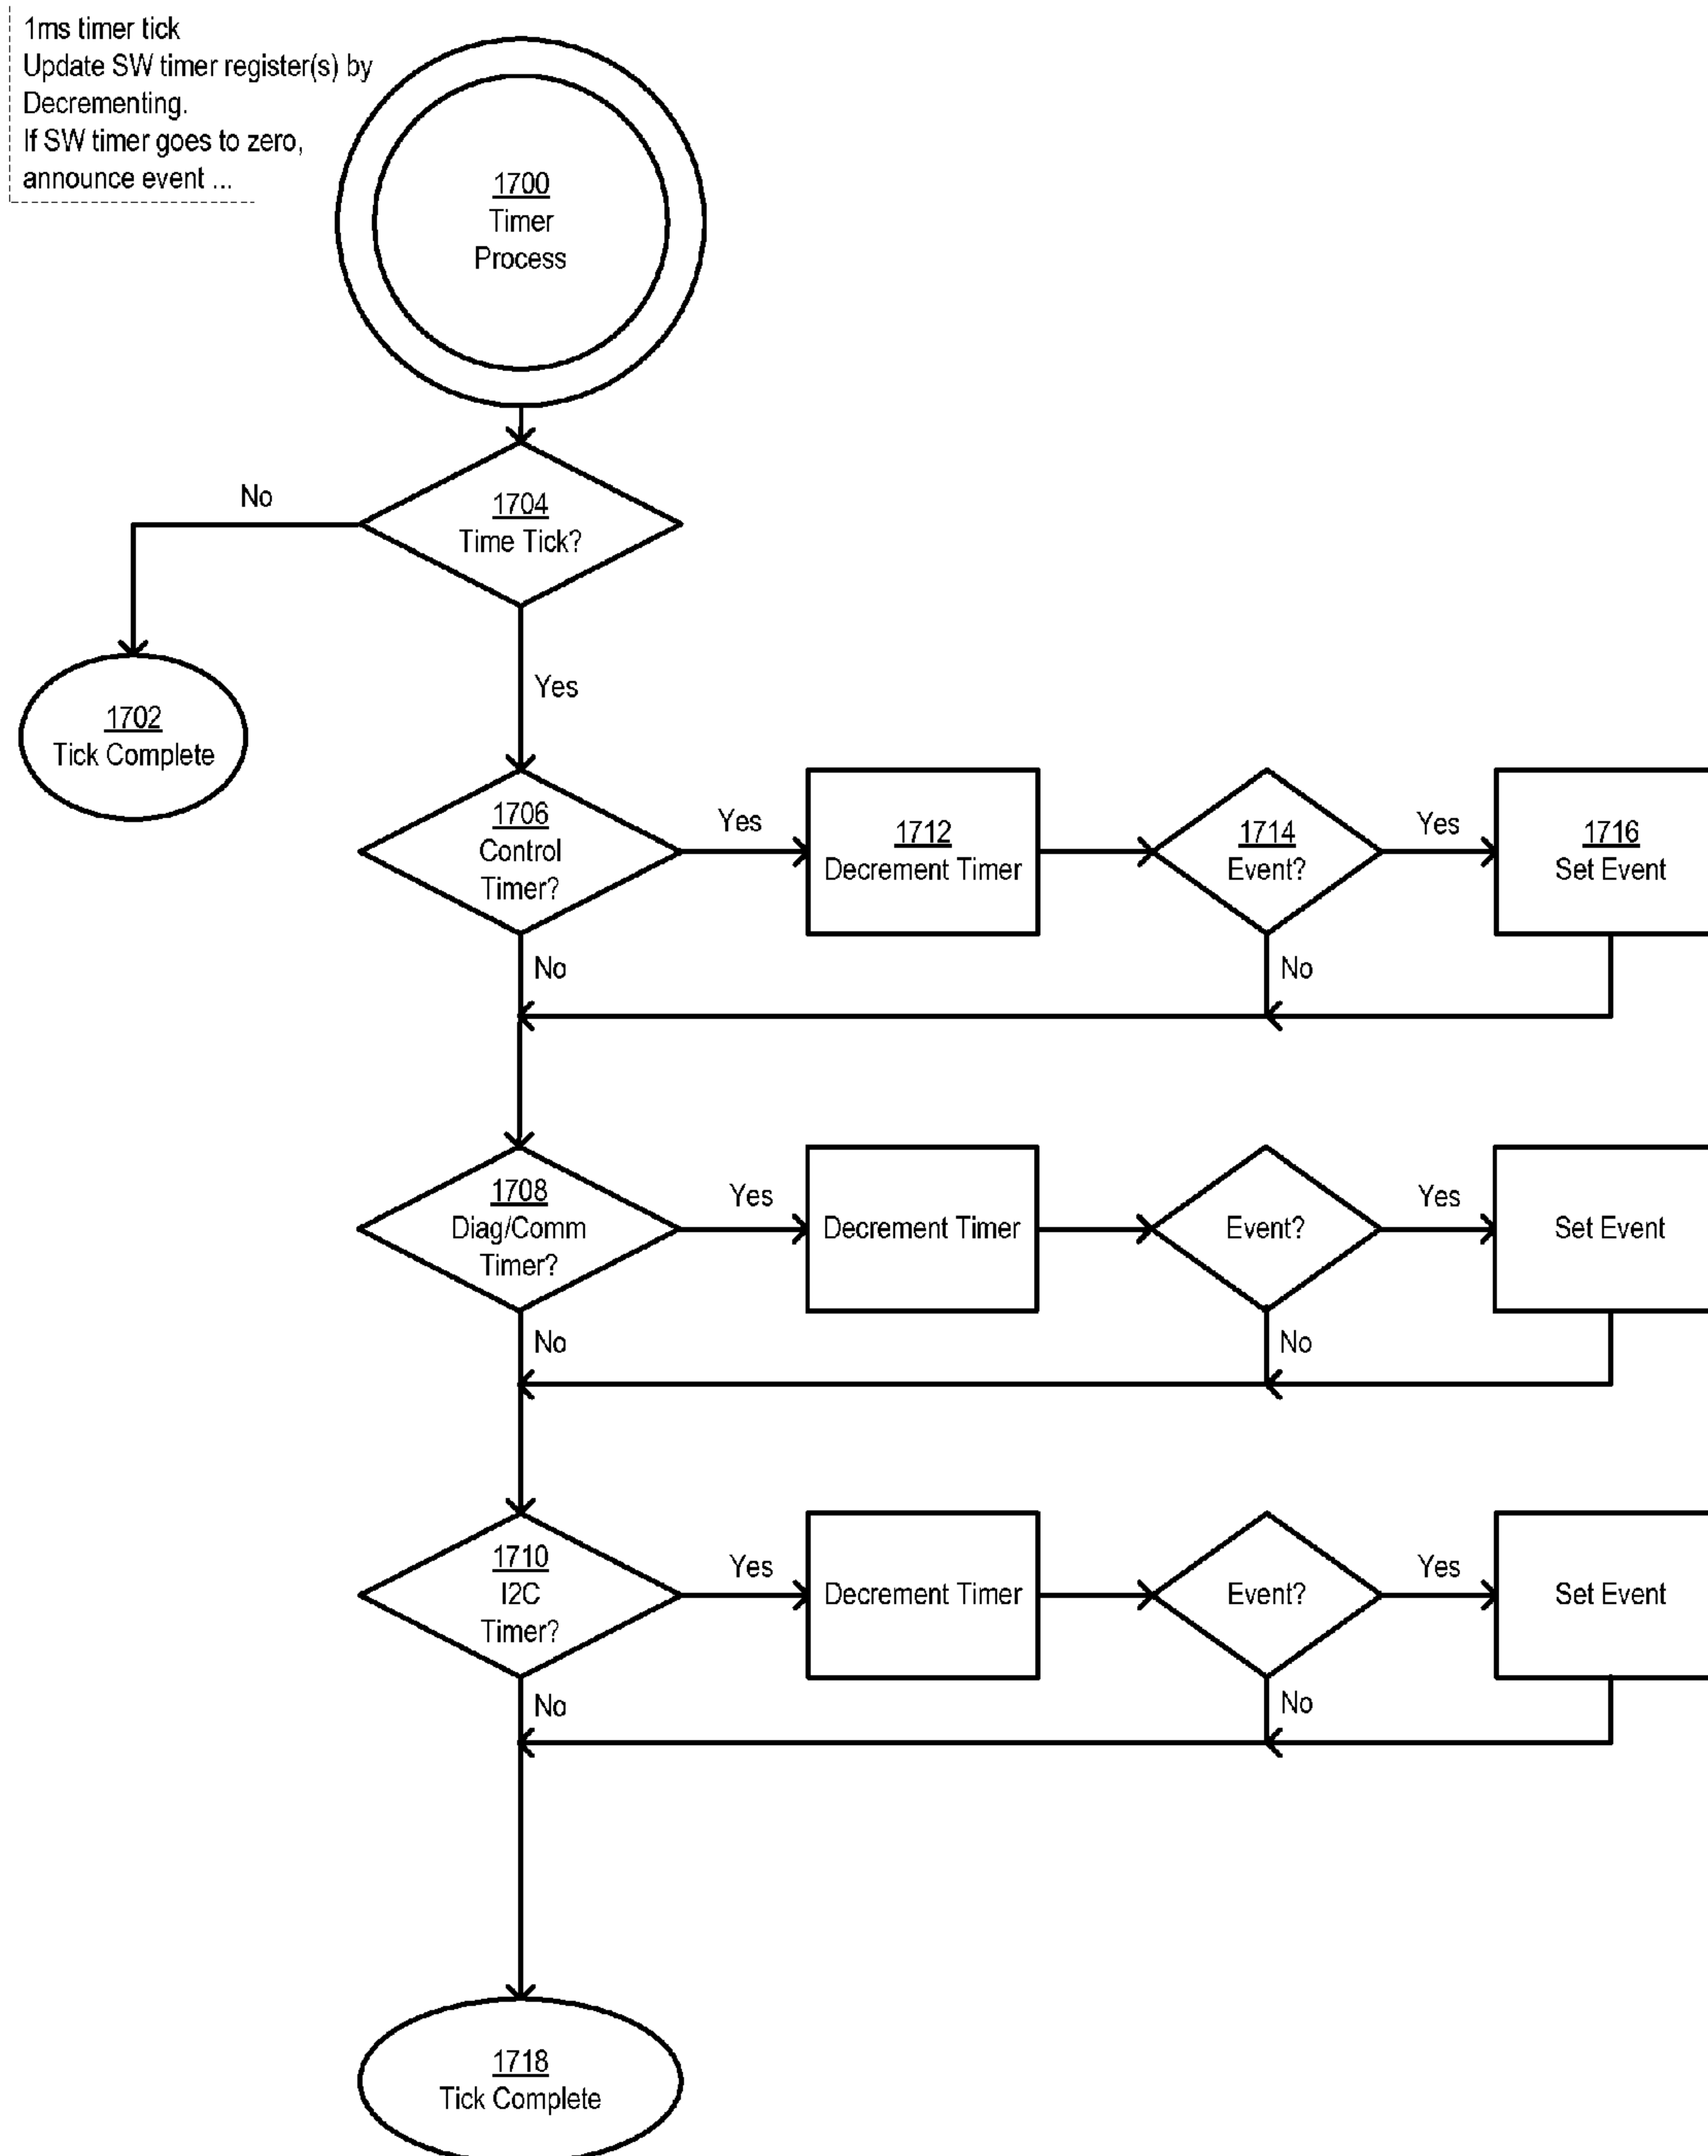 1ms timer tick
Update SW timer register(s) by
Decrementing.
If SW timer goes to zero,
announce event ...
1700
Timer
Process
No
1704
Time Tick?
Yes
1702
Tick Complete
1706
Control
Timer?
Yes
1712
Decrement Timer
1714
Event?
Yes
1716
Set Event
No
No
1708
Diag/Comm
Timer?
Yes
Decrement Timer
Event?
Yes
Set Event
No
No
1710
I2C
Timer?
Yes
Decrement Timer
Event?
Yes
Set Event
No
No
1718
Tick Complete